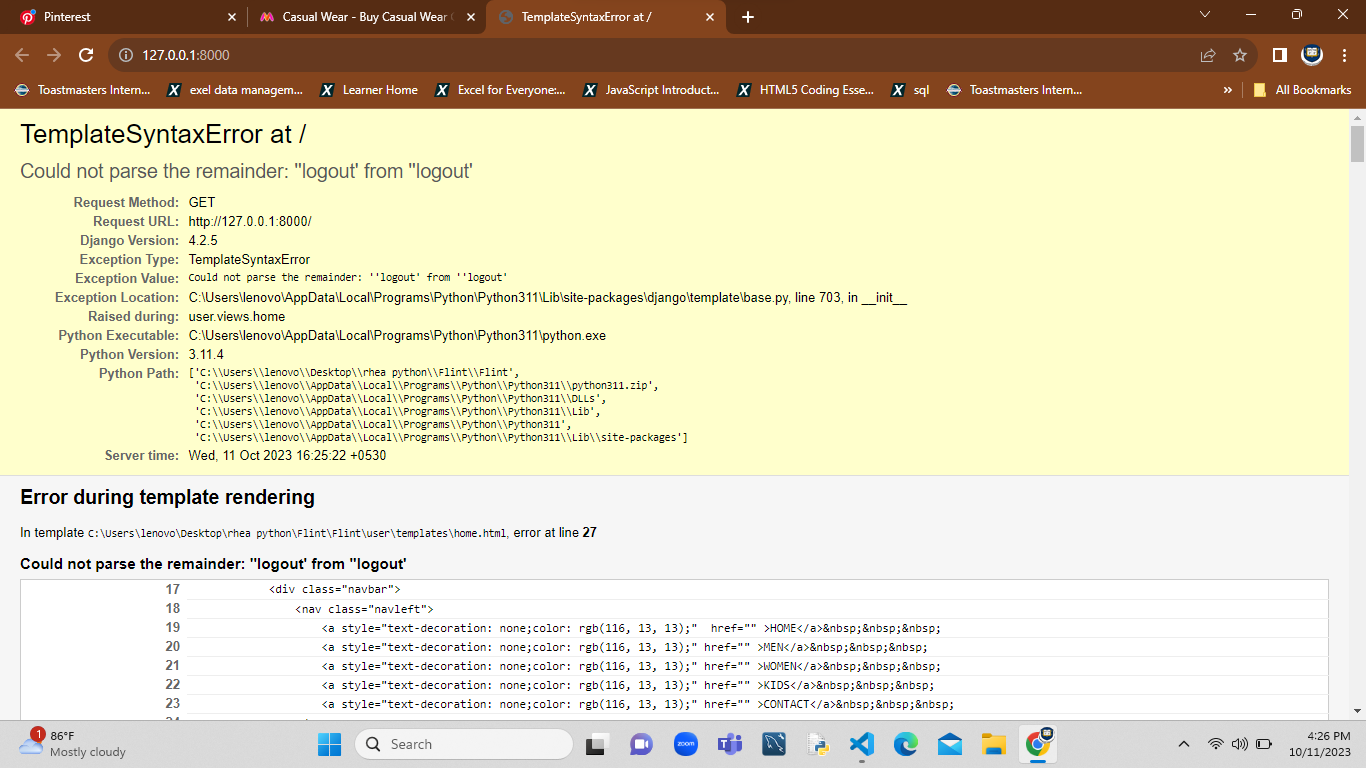 Pinterest
Casual Wear - Buy Casual Wear
TemplateSyntaxError at /
127.0.0.1:8000
Toastmasters Intern...
exel data managem...
Learner Home
Excel for Everyone:...
JavaScript Introduct...
HTML5 Coding Esse...
sql
Toastmasters Intern...
»
All Bookmarks
TemplateSyntaxError at /
Could not parse the remainder: ''logout' from ''logout'
Request Method: GET
Request URL: http://127.0.0.1:8000/
Django Version: 4.2.5
Exception Type: TemplateSyntaxError
Exception Value: Could not parse the remainder: ''logout' from ''logout'
Exception Location: C:\Users\lenovo\AppData\Local\Programs\Python\Python311\Lib\site-packages\django\template\base.py, line 703, in __init__
Raised during: user.views.home
Python Executable: C:\Users\lenovo\AppData\Local\Programs\Python\Python311\python.exe
Python Version: 3.11.4
Python Path: ['C:\\Users\\lenovo\\Desktop\\rhea python\\Flint\\Flint',
'C:\\Users\\lenovo\\AppData\\Local\\Programs\\Python\\Python311\\python311.zip',
'C:\\Users\\lenovo\\AppData\\Local\\Programs\\Python\\Python311\\DLLs',
'C:\\Users\\lenovo\\AppData\\Local\\Programs\\Python\\Python311\\Lib',
'C:\\Users\\lenovo\\AppData\\Local\\Programs\\Python\\Python311',
'C:\\Users\\lenovo\\AppData\\Local\\Programs\\Python\\Python311\\Lib\\site-packages']
Server time: Wed, 11 Oct 2023 16:25:22 +0530
Error during template rendering
In template C:\Users\lenovo\Desktop\rhea python\Flint\Flint\user\templates\home.html, error at line 27
Could not parse the remainder: ''logout' from ''logout'
17 <div class="navbar">
18 <nav class="navleft">
19 <a style="text-decoration: none;color: rgb(116, 13, 13);"  href="" >HOME</a>&nbsp;&nbsp;&nbsp;
20 <a style="text-decoration: none;color: rgb(116, 13, 13);" href="" >MEN</a>&nbsp;&nbsp;&nbsp;
21 <a style="text-decoration: none;color: rgb(116, 13, 13);" href="" >WOMEN</a>&nbsp;&nbsp;&nbsp;
22 <a style="text-decoration: none;color: rgb(116, 13, 13);" href="" >KIDS</a>&nbsp;&nbsp;&nbsp;
23 <a style="text-decoration: none;color: rgb(116, 13, 13);" href="" >CONTACT</a>&nbsp;&nbsp;&nbsp;
1
86°F
Mostly cloudy
Search
zoom
4:26 PM
10/11/2023